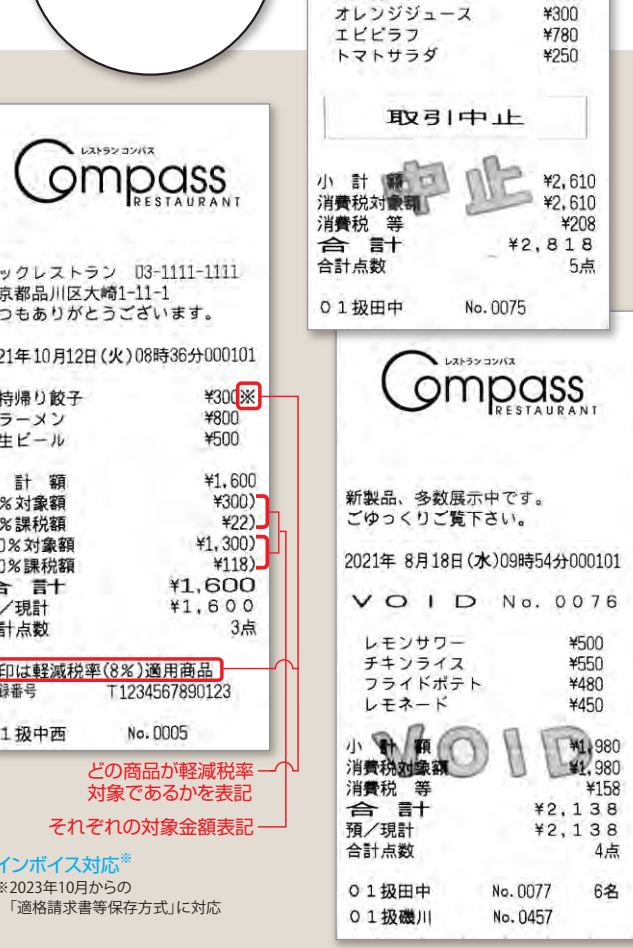 オレンジジュース ¥300
エビピラフ ¥780
トマトサラダ ¥250
取引中止
中止
小 計 額 ¥2,610
消費税対象額 ¥2,610
消費税 等 ¥208
合 計 ¥2,818
合計点数 5点
01扱田中 No.0075
レストラン コンパス
Compass
RESTAURANT
ックレストラン 03-1111-1111
京都品川区大崎1-11-1
つもありがとうございます。
21年10月12日(火)08時36分000101
持帰り餃子 ¥300※
ラーメン ¥800
生ビール ¥500
計 額 ¥1,600
%対象額 ¥300)
%課税額 ¥22)
0%対象額 ¥1,300)
0%課税額 ¥118)
合 計 ¥1,600
/現計 ¥1,600
計点数 3点
印は軽減税率(8%)適用商品
録番号 T1234567890123
1扱中西 No.0005
どの商品が軽減税率
対象であるかを表記
それぞれの対象金額表記
インボイス対応※
※2023年10月からの
「適格請求書等保存方式」に対応
レストラン コンパス
Compass
RESTAURANT
新製品、多数展示中です。
ごゆっくりご覧下さい。
2021年 8月18日(水)09時54分000101
VOID No.0076
レモンサワー ¥500
チキンライス ¥550
フライドポテト ¥480
レモネード ¥450
VOID
小 計 額 ¥1,980
消費税対象額 ¥1,980
消費税 等 ¥158
合 計 ¥2,138
預/現計 ¥2,138
合計点数 4点
01扱田中 No.0077 6名
01扱磯川 No.0457